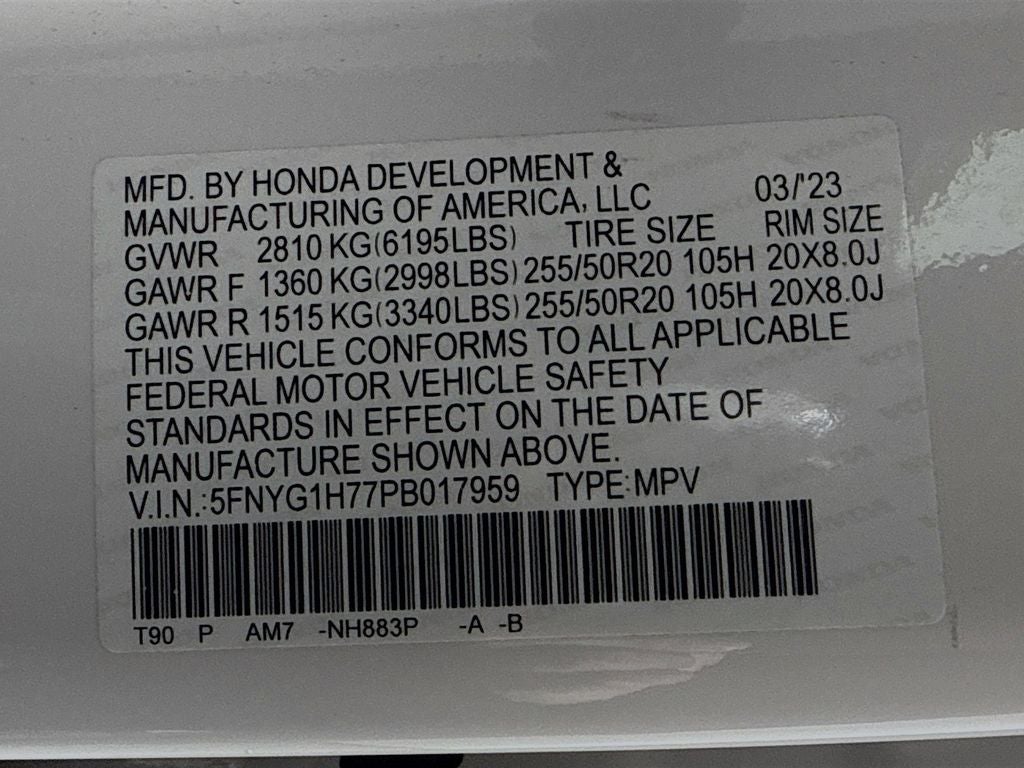 MFD. BY HONDA DEVELOPMENT &
MANUFACTURING OF AMERICA, LLC 03/'23
GVWR 2810 KG(6195LBS) TIRE SIZE RIM SIZE
GAWR F 1360 KG(2998LBS) 255/50R20 105H 20X8.0J
GAWR R 1515 KG(3340LBS) 255/50R20 105H 20X8.0J
THIS VEHICLE CONFORMS TO ALL APPLICABLE
FEDERAL MOTOR VEHICLE SAFETY
STANDARDS IN EFFECT ON THE DATE OF
MANUFACTURE SHOWN ABOVE.
V.I.N.:5FNYG1H77PB017959 TYPE:MPV
T90 P AM7 -NH883P -A -B